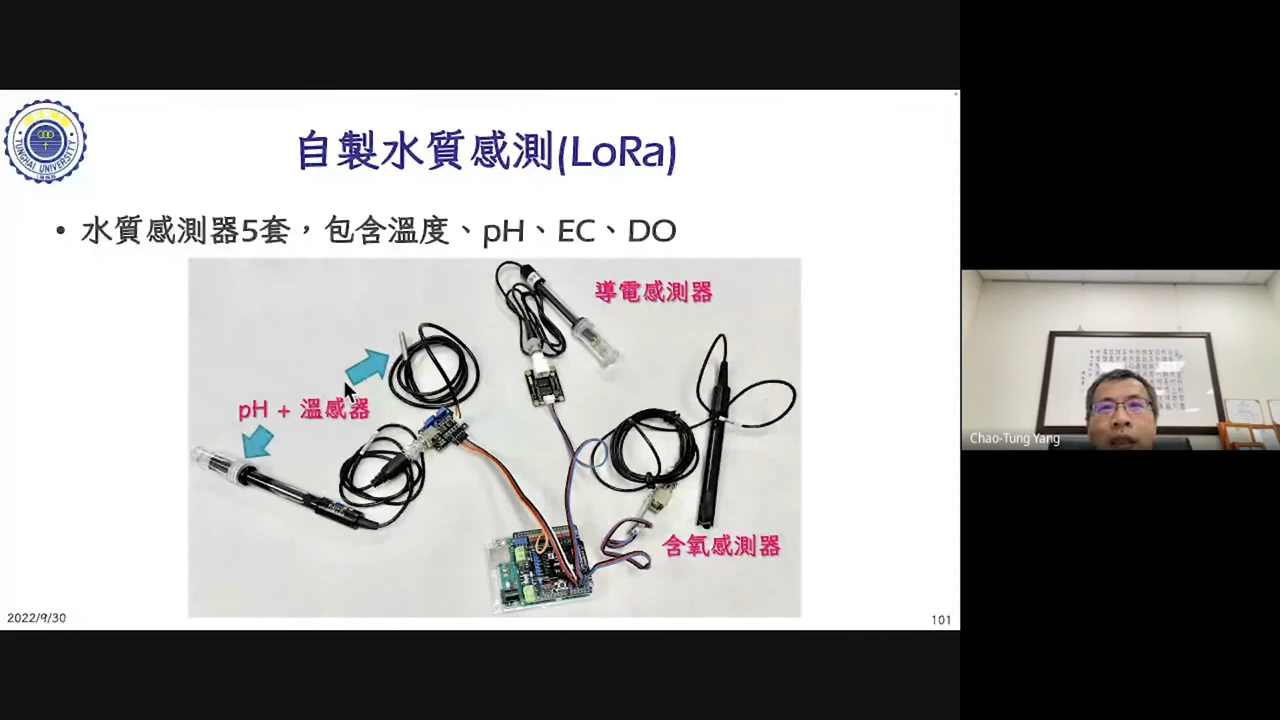 自製水質感測(LoRa)
• 水質感測器5套，包含溫度、pH、EC、DO
導電感測器
pH + 溫感器
含氧感測器
2022/9/30
101
TUNGHAI UNIVERSITY
Chao-Tung Yang